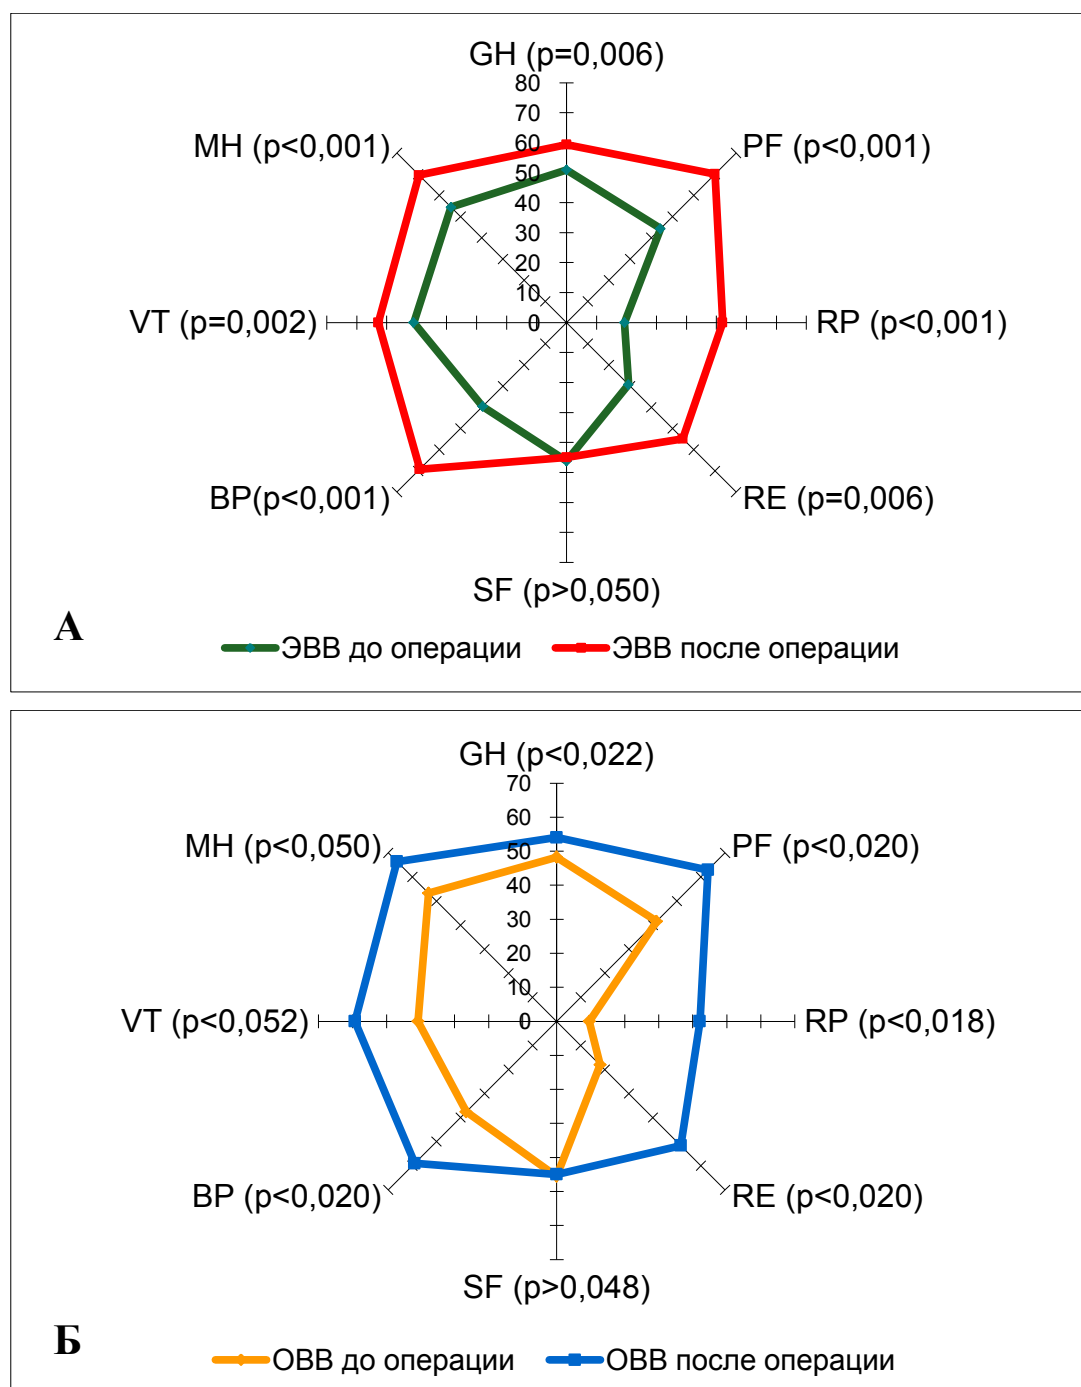 GH (p=0,006)
80
70
60
50
40
30
20
10
0
MH (p<0,001)
PF (p<0,001)
VT (p=0,002)
RP (p<0,001)
BP(p<0,001)
RE (p=0,006)
SF (p>0,050)
А
ЭВВ до операции ЭВВ после операции
GH (p<0,022)
70
60
50
40
30
20
10
0
MH (p<0,050)
PF (p<0,020)
VT (p<0,052)
RP (p<0,018)
BP (p<0,020)
RE (p<0,020)
SF (p>0,048)
Б
ОВВ до операции ОВВ после операции